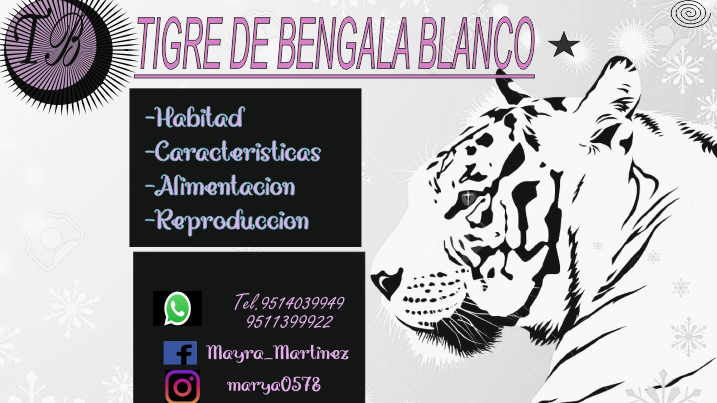 TB
TIGRE DE BENGALA BLANCO
-Habitad
-Caracteristicas
-Alimentacion
-Reproduccion
Tel.9514039949
9511399922
Mayra_Martinez
marya0578